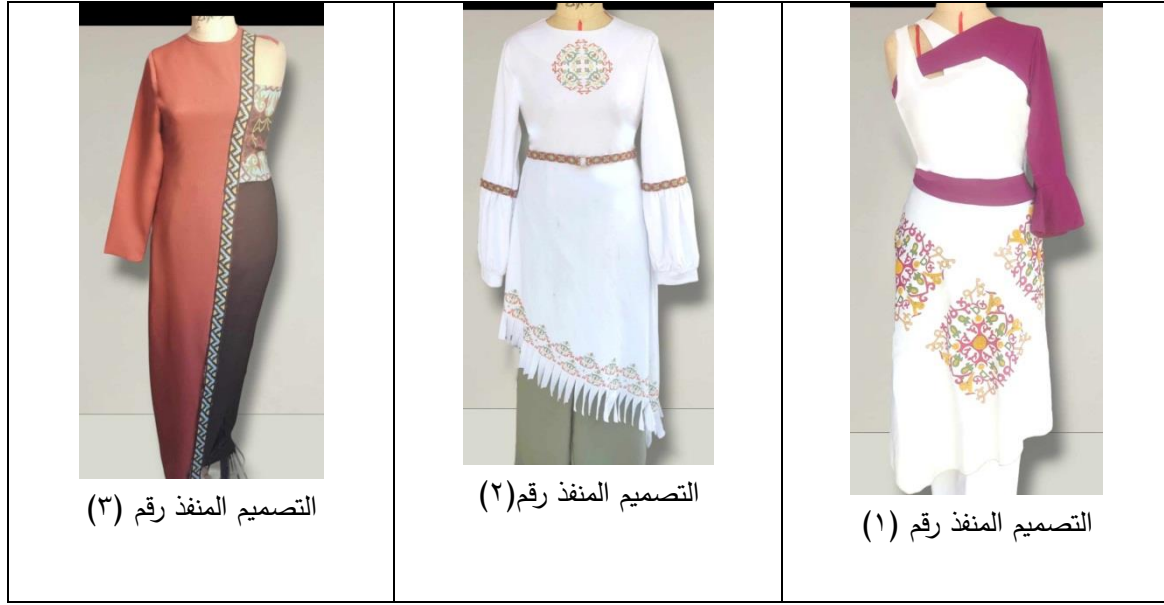 التصميم المنفذ رقم (١)
التصميم المنفذ رقم(٢)
التصميم المنفذ رقم (٣)